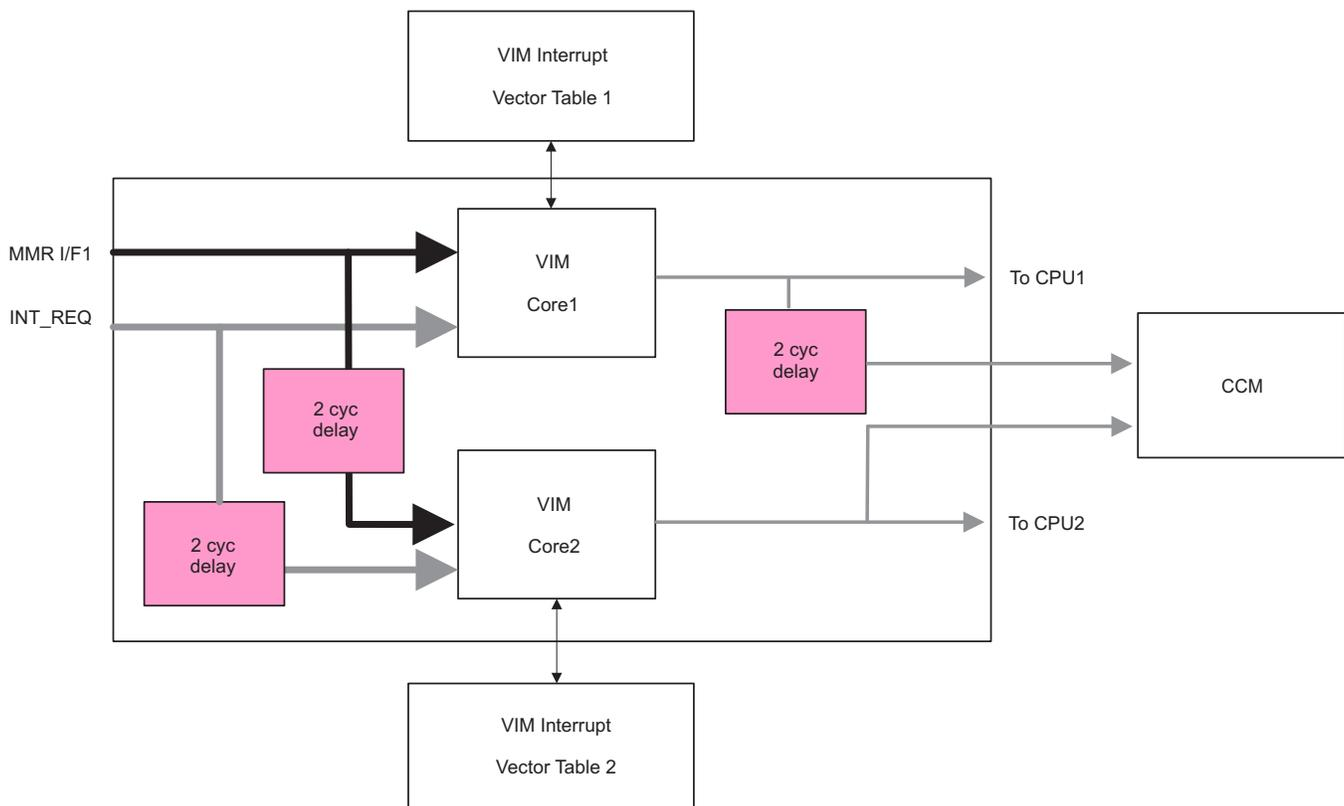 VIM Interrupt
Vector Table 1
MMR I/F1
INT_REQ
VIM
Core1
To CPU1
2 cyc
delay
CCM
2 cyc
delay
VIM
Core2
To CPU2
2 cyc
delay
VIM Interrupt
Vector Table 2